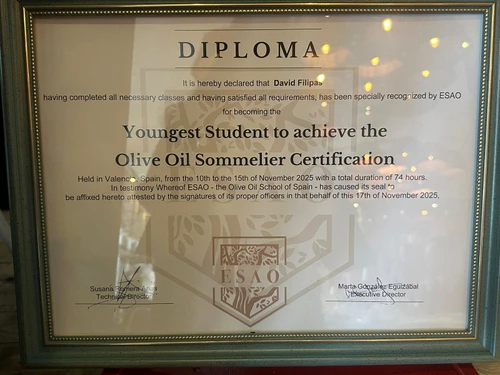 DIPLOMA
It is hereby declared that David Filipas
having completed all necessary classes and having satisfied all requirements, has been specially recognized by ESAO
for becoming the
Youngest Student to achieve the
Olive Oil Sommelier Certification
Held in Valencia, Spain, from the 10th to the 15th of November 2025 with a total duration of 74 hours.
In testimony Whereof ESAO - the Olive Oil School of Spain - has caused its seal to
be affixed hereto attested by the signatures of its proper officers in that behalf of this 17th of November 2025,
ESAO
Susana Romera
Technical Director
Marta González Eguizábal
Executive Director